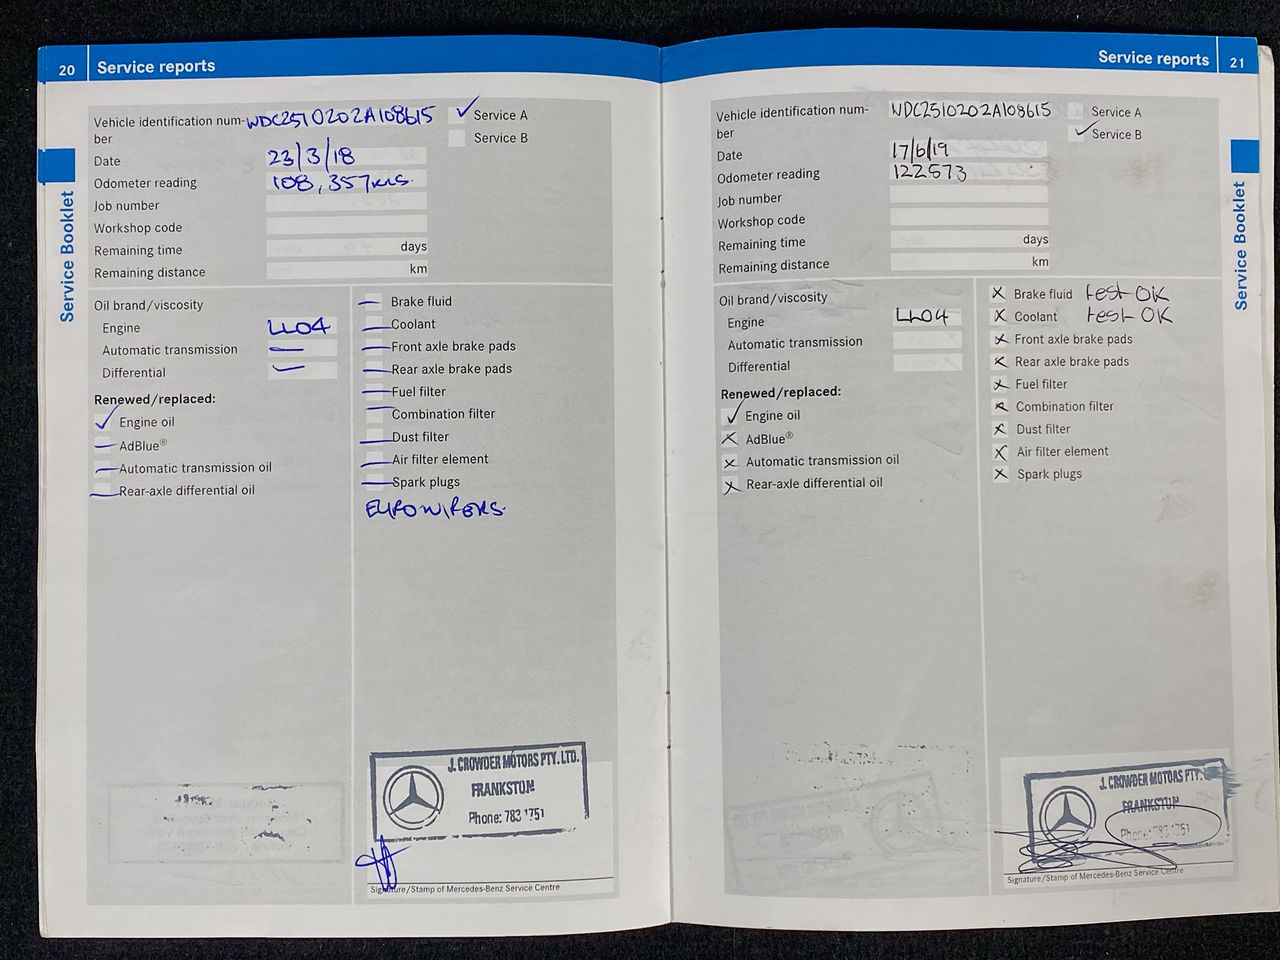 20 Service reports
Service Booklet
Vehicle identification num- WDC2510202A108615
ber
Service A
Service B
Date 23/3/18
Odometer reading 108,357kms.
Job number
Workshop code
Remaining time days
Remaining distance km
Oil brand/viscosity
Engine LL04
Automatic transmission
Differential
Renewed/replaced:
Engine oil
AdBlue®
Automatic transmission oil
Rear-axle differential oil
Brake fluid
Coolant
Front axle brake pads
Rear axle brake pads
Fuel filter
Combination filter
Dust filter
Air filter element
Spark plugs
EUROWIPERS.
J. CROWDER MOTORS PTY. LTD.
FRANKSTON
Phone: 783 1751
Signature/Stamp of Mercedes-Benz Service Centre
Service reports 21
Service Booklet
Vehicle identification num- WDC2510202A108615
ber
Service A
Service B
Date 17/6/19
Odometer reading 122573
Job number
Workshop code
Remaining time days
Remaining distance km
Oil brand/viscosity
Engine LL04
Automatic transmission
Differential
Renewed/replaced:
Engine oil
AdBlue®
Automatic transmission oil
Rear-axle differential oil
Brake fluid test OK
Coolant test OK
Front axle brake pads
Rear axle brake pads
Fuel filter
Combination filter
Dust filter
Air filter element
Spark plugs
J. CROWDER MOTORS PTY.
FRANKSTON
Phone: 783 1751
Signature/Stamp of Mercedes-Benz Service Centre